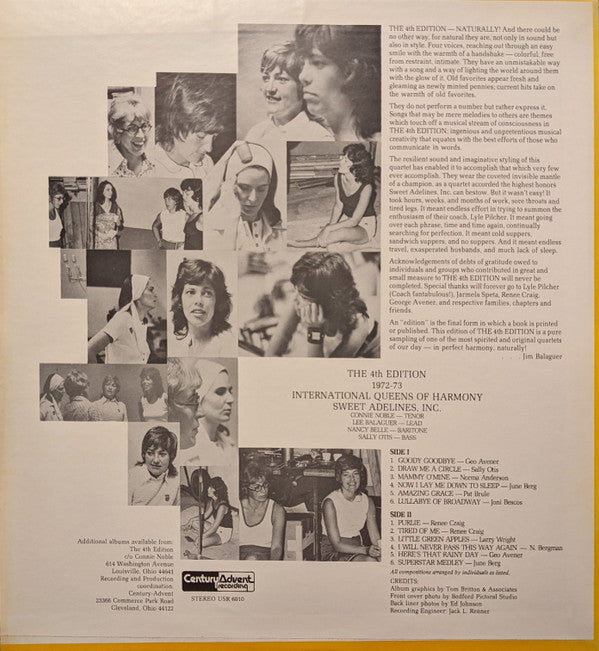 THE 4th EDITION — NATURALLY! And there could be
no other way, for natural they are, not only in sound but
also in style. Four voices, reaching out through an easy
smile with the warmth of a handshake — colorful, free
from restraint, intimate. They have an unmistakable way
with a song and a way of lighting the world around them
with the glow of it. Old favorites appear fresh and
gleaming as newly minted pennies; current hits take on
the warmth of old favorites.
They do not perform a number but rather express it.
Songs that may be mere melodies to others are themes
which touch off a musical stream of consciousness in
THE 4th EDITION; ingenious and unpretentious musical
creativity that equates with the best efforts of those who
communicate in words.
The resilient sound and imaginative styling of this
quartet has enabled it to accomplish that which very few
ever accomplish. They wear the coveted invisible mantle
of a champion, as a quartet accorded the highest honors
Sweet Adelines, Inc. can bestow. But it wasn't easy! It
took hours, weeks, and months of work, sore throats and
tired legs. It meant endless effort in trying to summon the
enthusiasm of their coach, Lyle Pilcher. It meant going
over each phrase, time and time again, continually
searching for perfection. It meant cold suppers,
sandwich suppers, and no suppers. And it meant endless
travel, exasperated husbands, and much lack of sleep.
Acknowledgements of debts of gratitude owed to
individuals and groups who contributed in great and
small measure to THE 4th EDITION will never be
completed. Special thanks will forever go to Lyle Pilcher
(Coach fantabulous!), Jarmela Speta, Renee Craig,
George Avener, and respective families, chapters and
friends.
An "edition" is the final form in which a book is printed
or published. This edition of THE 4th EDITION is a pure
sampling of one of the most spirited and original quartets
of our day — in perfect harmony, naturally!
. . . . Jim Balaguer
THE 4th EDITION
1972-73
INTERNATIONAL QUEENS OF HARMONY
SWEET ADELINES, INC.
CONNIE NOBLE — TENOR
LEE BALAGUER — LEAD
NANCY BELLE — BARITONE
SALLY OTIS — BASS
SIDE I
1. GOODY GOODBYE — Geo Avener
2. DRAW ME A CIRCLE — Sally Otis
3. MAMMY O'MINE — Norma Anderson
4. NOW I LAY ME DOWN TO SLEEP — June Berg
5. AMAZING GRACE — Pat Brule
6. LULLABYE OF BROADWAY — Joni Bescos
SIDE II
1. PURLIE — Renee Craig
2. TIRED OF ME — Renee Craig
3. LITTLE GREEN APPLES — Larry Wright
4. I WILL NEVER PASS THIS WAY AGAIN — N. Bergman
5. HERE'S THAT RAINY DAY — Geo Avener
6. SUPERSTAR MEDLEY — June Berg
All compositions arranged by individuals as listed.
CREDITS:
Album graphics by Tom Britton & Associates
Front cover photo by Bedford Pictoral Studio
Back liner photos by Ed Johnson
Recording Engineer: Jack L. Renner
Additional albums available from:
The 4th Edition
c/o Connie Noble
614 Washington Avenue
Louisville, Ohio 44641
Recording and Production
coordination:
Century-Advent
23366 Commerce Park Road
Cleveland, Ohio 44122
Century Advent
recording
STEREO USR 6010